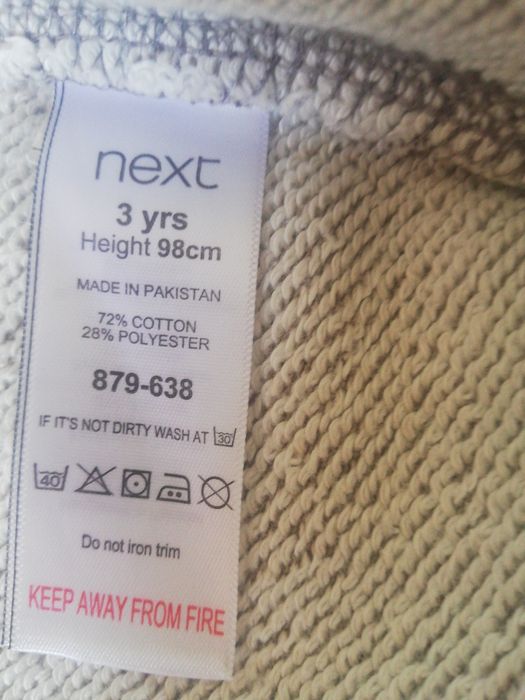 next
3 yrs
Height 98cm
MADE IN PAKISTAN
72% COTTON
28% POLYESTER
879-638
IF IT'S NOT DIRTY WASH AT 30
40
Do not iron trim
KEEP AWAY FROM FIRE